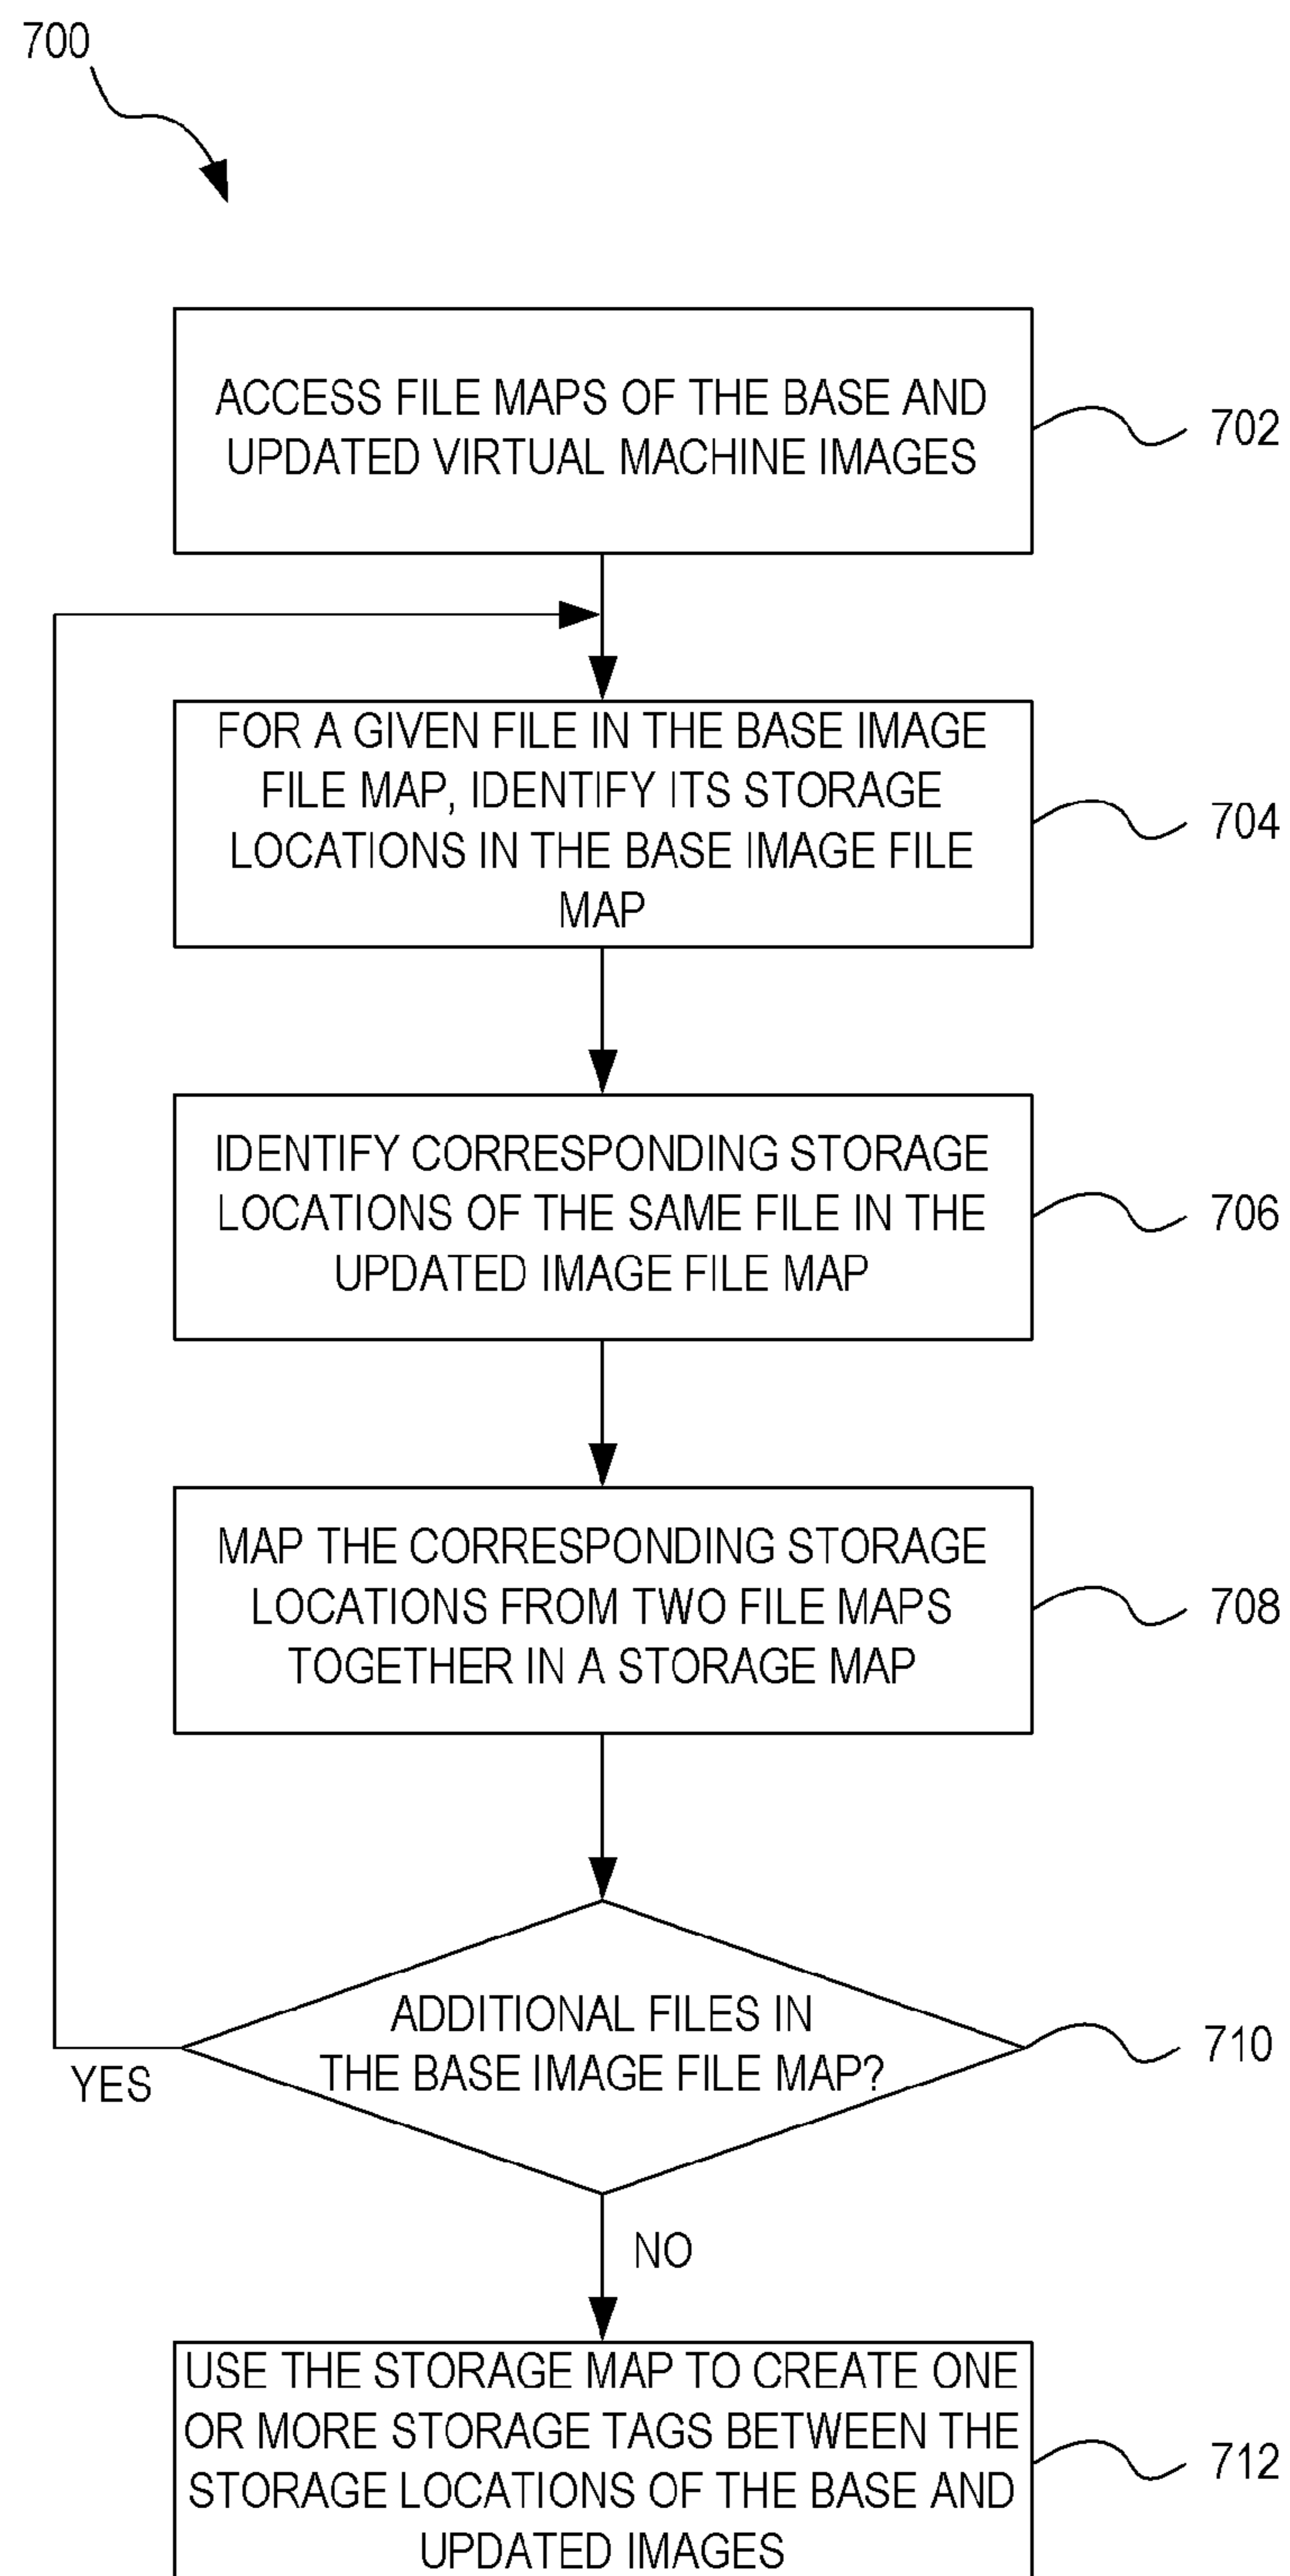 700
ACCESS FILE MAPS OF THE BASE AND
UPDATED VIRTUAL MACHINE IMAGES
702
FOR A GIVEN FILE IN THE BASE IMAGE
FILE MAP, IDENTIFY ITS STORAGE
LOCATIONS IN THE BASE IMAGE FILE
MAP
704
IDENTIFY CORRESPONDING STORAGE
LOCATIONS OF THE SAME FILE IN THE
UPDATED IMAGE FILE MAP
706
MAP THE CORRESPONDING STORAGE
LOCATIONS FROM TWO FILE MAPS
TOGETHER IN A STORAGE MAP
708
ADDITIONAL FILES IN
THE BASE IMAGE FILE MAP?
710
YES
NO
USE THE STORAGE MAP TO CREATE ONE
OR MORE STORAGE TAGS BETWEEN THE
STORAGE LOCATIONS OF THE BASE AND
UPDATED IMAGES
712